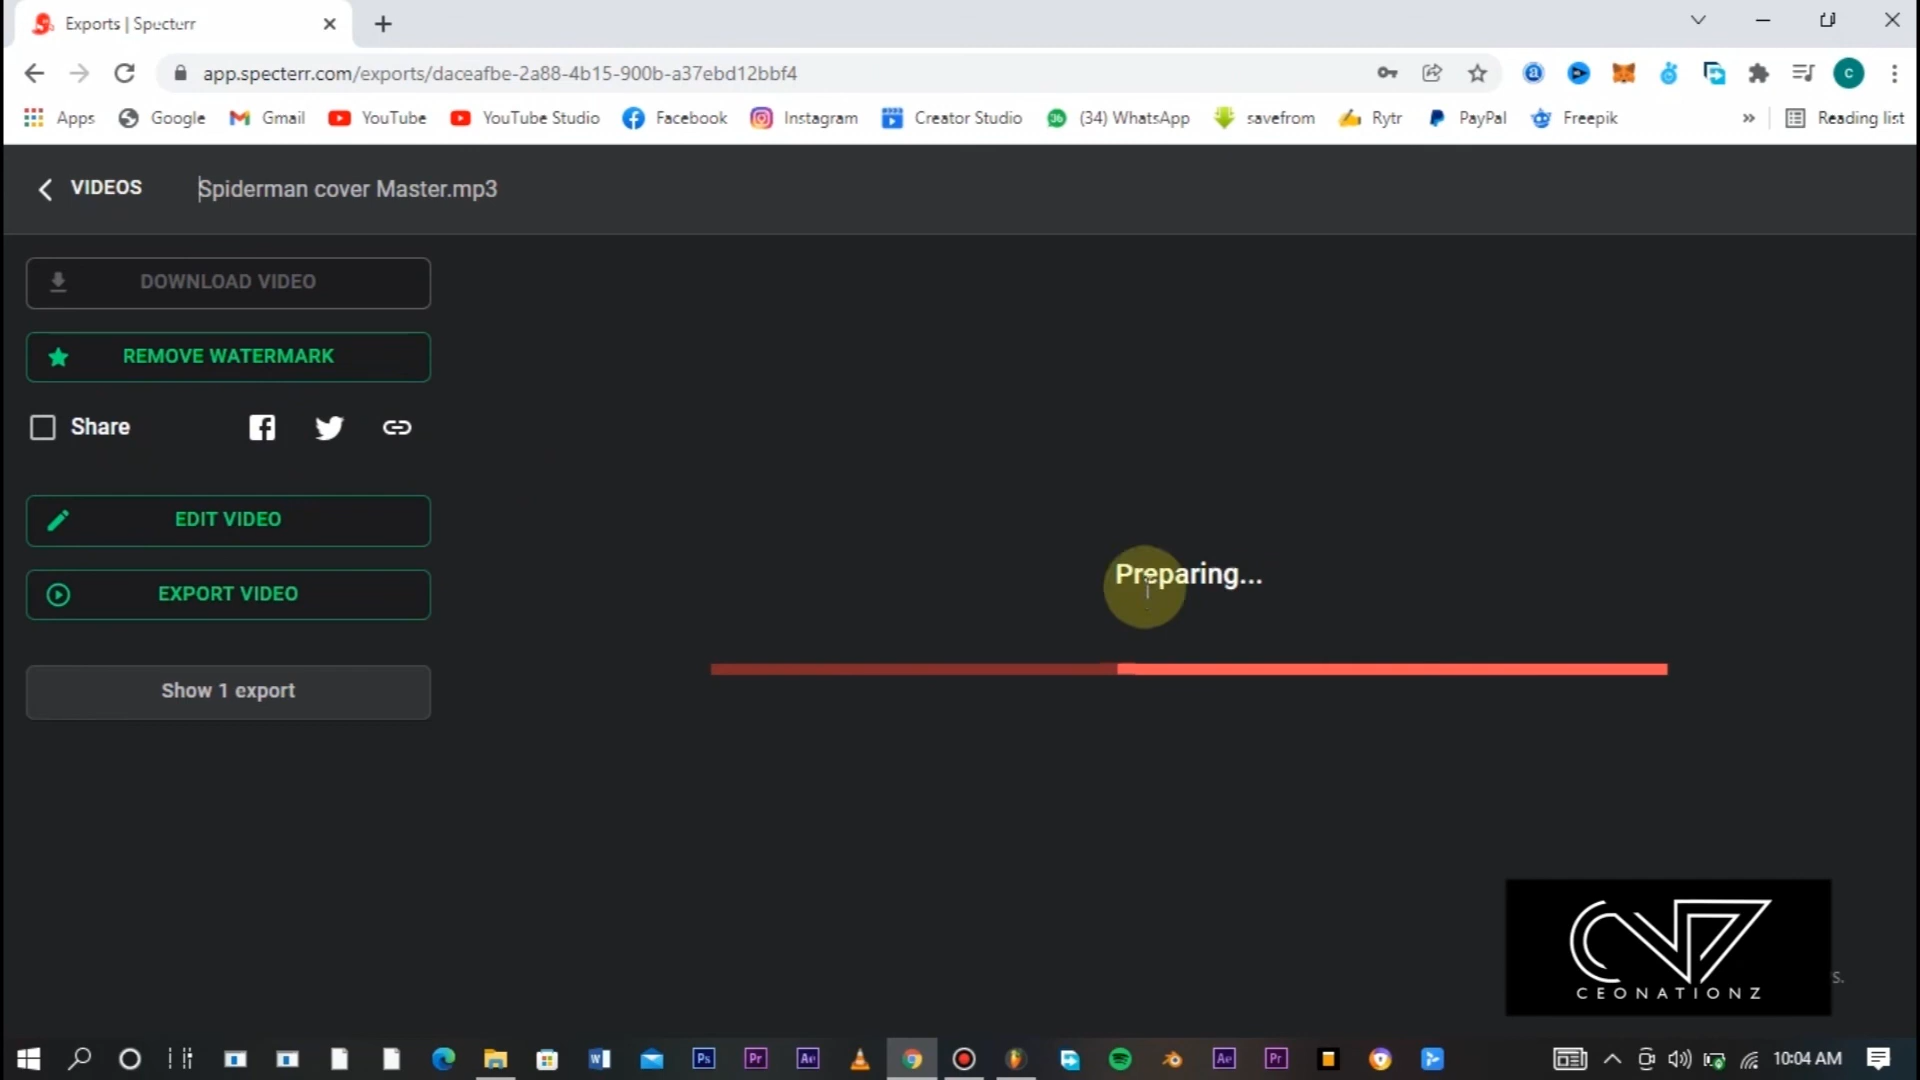 Exports | Specterr
app.specterr.com/exports/daceafbe-2a88-4b15-900b-a37ebd12bbf4
Apps Google Gmail YouTube YouTube Studio Facebook Instagram Creator Studio (34) WhatsApp savefrom Rytr PayPal Freepik » Reading list
VIDEOS Spiderman cover Master.mp3
DOWNLOAD VIDEO
REMOVE WATERMARK
Share
EDIT VIDEO
EXPORT VIDEO
Show 1 export
Preparing...
CEONATIONZ
s.
10:04 AM